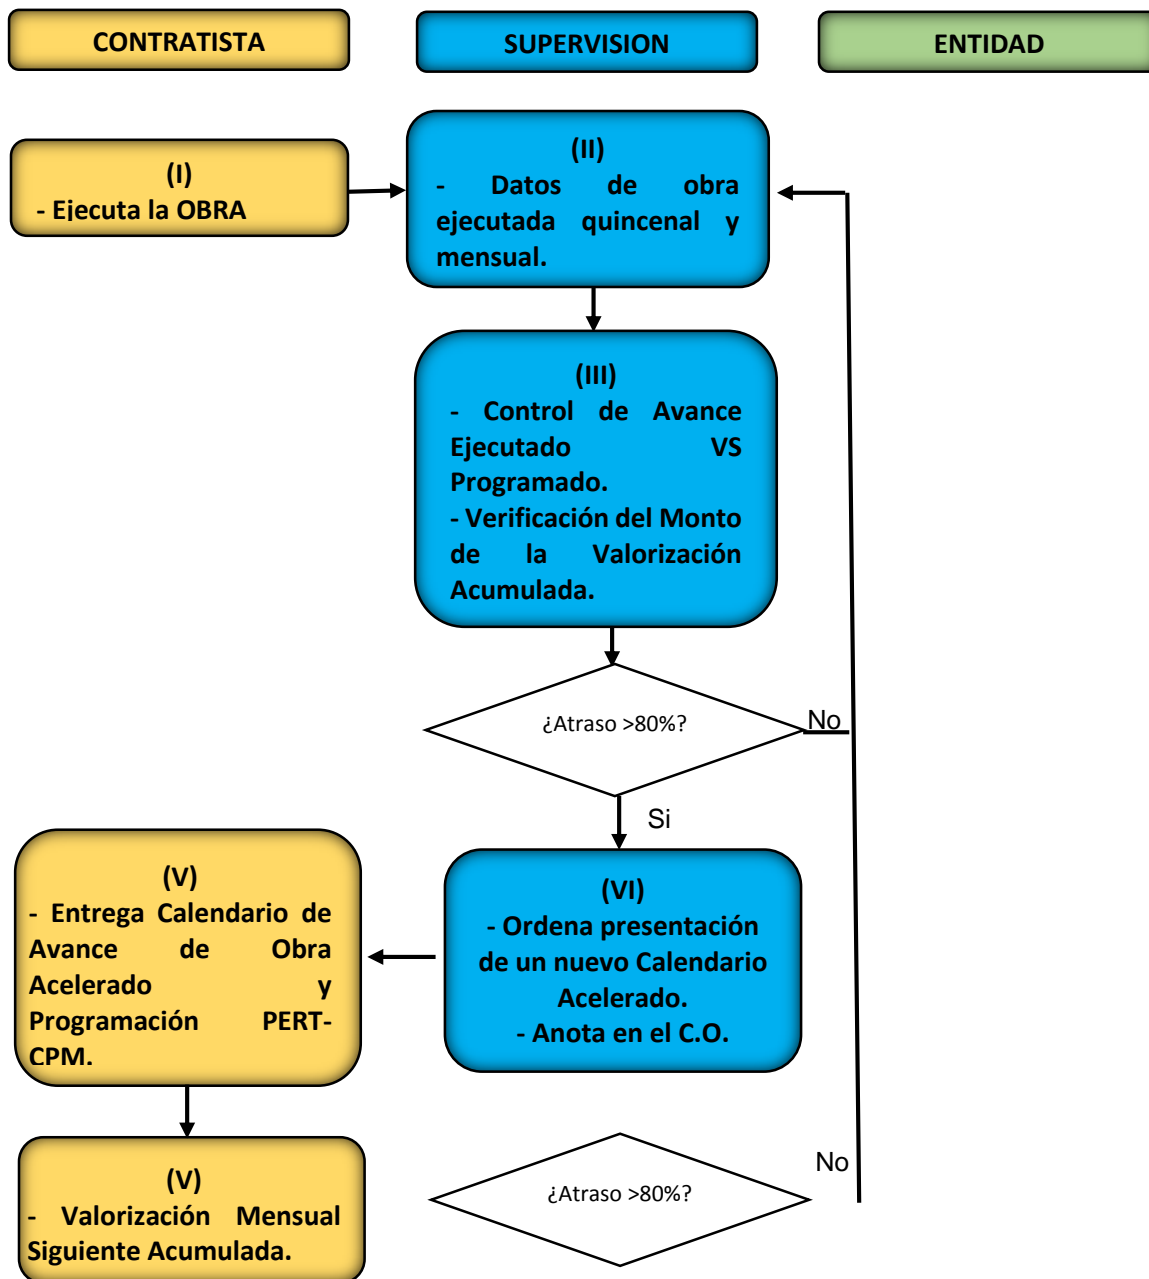 CONTRATISTA
SUPERVISION
ENTIDAD
(I)
- Ejecuta la OBRA
(II)
- Datos de obra
ejecutada quincenal y
mensual.
(III)
- Control de Avance
Ejecutado VS
Programado.
- Verificación del Monto
de la Valorización
Acumulada.
¿Atraso >80%?
No
Si
(V)
- Entrega Calendario de
Avance de Obra
Acelerado y
Programación PERT-
CPM.
(VI)
- Ordena presentación
de un nuevo Calendario
Acelerado.
- Anota en el C.O.
(V)
- Valorización Mensual
Siguiente Acumulada.
¿Atraso >80%?
No